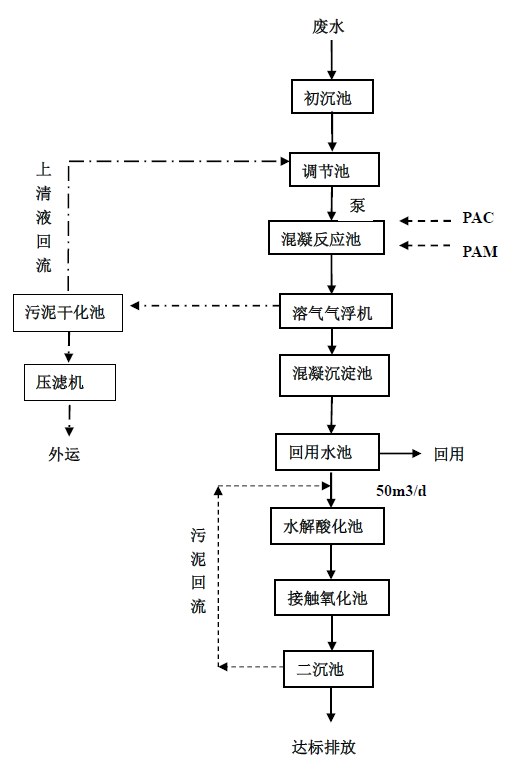 废水
初沉池
调节池
上清液回流
泵
PAC
混凝反应池
PAM
污泥干化池
溶气气浮机
压滤机
混凝沉淀池
外运
回用水池
回用
50m3/d
水解酸化池
污泥回流
接触氧化池
二沉池
达标排放